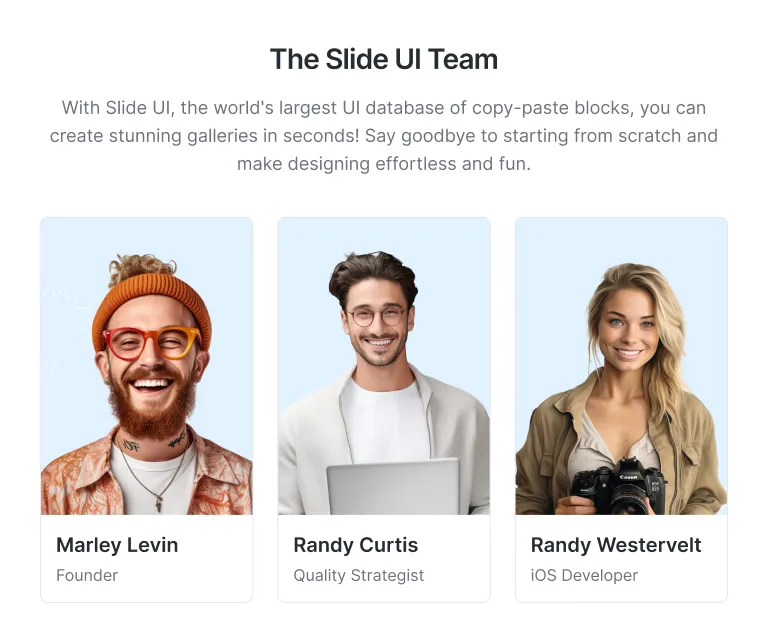 The Slide UI Team
With Slide UI, the world's largest UI database of copy-paste blocks, you can
create stunning galleries in seconds! Say goodbye to starting from scratch and
make designing effortless and fun.
Canon
Marley Levin
Founder
Randy Curtis
Quality Strategist
Randy Westervelt
iOS Developer